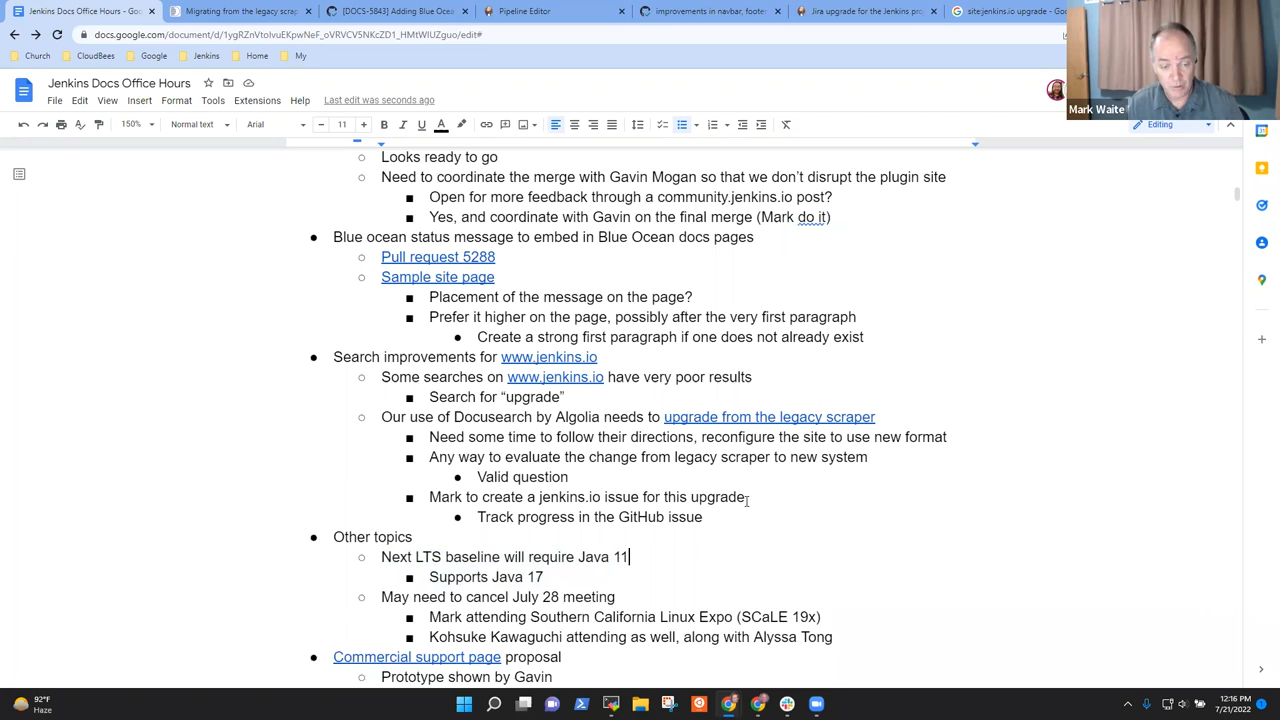 Jenkins Docs Office Hours - Goo
Migrating from the legacy scrap
[DOCS-5843] Adding Blue Ocean
Pipeline Editor
improvements in navbar, footer
Jira upgrade for the Jenkins pro
site:jenkins.io upgrade - Google
docs.google.com/document/d/1ygRZnVtoIvuEKpwNeF_oVRVCV5NKcZD1_HMtWIUZguo/edit#
Church
CloudBees
Google
Jenkins
Home
My
Mark Waite
Jenkins Docs Office Hours
File Edit View Insert Format Tools Extensions Help Last edit was seconds ago
150% Normal text Arial 11 B I U A Editing
Looks ready to go
Need to coordinate the merge with Gavin Mogan so that we don't disrupt the plugin site
Open for more feedback through a community.jenkins.io post?
Yes, and coordinate with Gavin on the final merge (Mark do it)
Blue ocean status message to embed in Blue Ocean docs pages
Pull request 5288
Sample site page
Placement of the message on the page?
Prefer it higher on the page, possibly after the very first paragraph
Create a strong first paragraph if one does not already exist
Search improvements for www.jenkins.io
Some searches on www.jenkins.io have very poor results
Search for “upgrade”
Our use of Docusearch by Algolia needs to upgrade from the legacy scraper
Need some time to follow their directions, reconfigure the site to use new format
Any way to evaluate the change from legacy scraper to new system
Valid question
Mark to create a jenkins.io issue for this upgrade
Track progress in the GitHub issue
Other topics
Next LTS baseline will require Java 11
Supports Java 17
May need to cancel July 28 meeting
Mark attending Southern California Linux Expo (SCaLE 19x)
Kohsuke Kawaguchi attending as well, along with Alyssa Tong
Commercial support page proposal
Prototype shown by Gavin
92°F
Haze
12:16 PM
7/21/2022